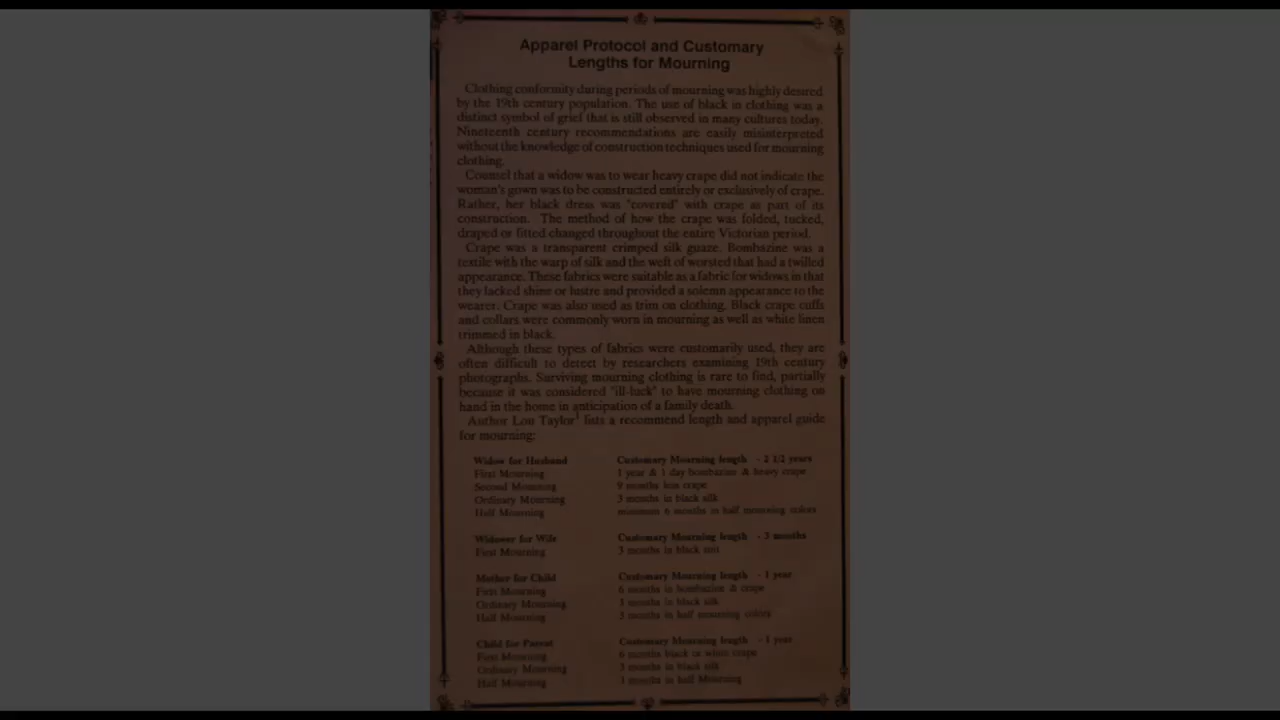 Apparel Protocol and Customary
Lengths for Mourning
Clothing conformity during periods of mourning was highly desired
by the 19th century population. The use of black in clothing was a
distinct symbol of grief that is still observed in many cultures today.
Nineteenth century recommendations are easily misinterpreted
without the knowledge of construction techniques used for mourning
clothing.
Counsel that a widow was to wear heavy crape did not indicate the
woman's gown was to be constructed entirely or exclusively of crape.
Rather, her black dress was "covered" with crape as part of its
construction. The method of how the crape was folded, tucked,
draped or fitted changed throughout the entire Victorian period.
Crape was a transparent crimped silk guaze. Bombazine was a
textile with the warp of silk and the weft of worsted that had a twilled
appearance. These fabrics were suitable as a fabric for widows in that
they lacked shine or lustre and provided a solemn appearance to the
wearer. Crape was also used as trim on clothing. Black crape cuffs
and collars were commonly worn in mourning as well as white linen
trimmed in black.
Although these types of fabrics were customarily used, they are
often difficult to detect by researchers examining 19th century
photographs. Surviving mourning clothing is rare to find, partially
because it was considered "ill-luck" to have mourning clothing on
hand in the home in anticipation of a family death.
Author Lou Taylor¹ lists a recommend length and apparel guide
for mourning:
Widow for Husband Customary Mourning length - 2 1/2 years
First Mourning 1 year & 1 day bombazine & heavy crape
Second Mourning 9 months less crape
Ordinary Mourning 3 months in black silk
Half Mourning minimum 6 months in half mourning colors
Widower for Wife Customary Mourning length - 3 months
First Mourning 3 months in black suit
Mother for Child Customary Mourning length - 1 year
First Mourning 6 months in bombazine & crape
Ordinary Mourning 3 months in black silk
Half Mourning 3 months in half mourning colors
Child for Parent Customary Mourning length - 1 year
First Mourning 6 months black or white crape
Ordinary Mourning 3 months in black silk
Half Mourning 3 months in half Mourning